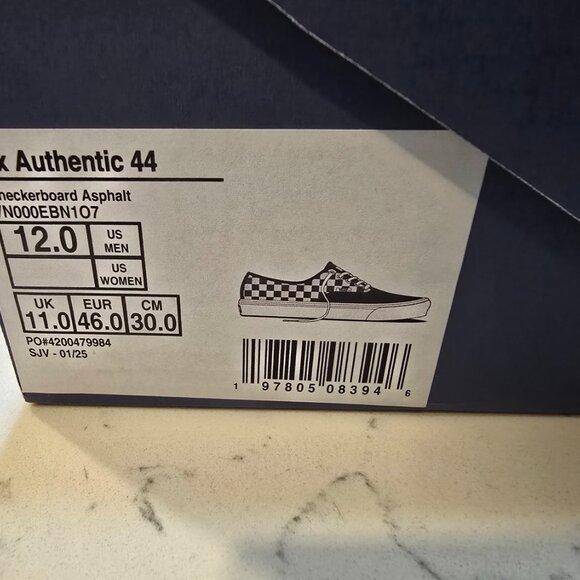 x Authentic 44
neckerboard Asphalt
VN000EBN1O7
12.0 US MEN
US WOMEN
UK 11.0 EUR 46.0 CM 30.0
PO#4200479984
SJV - 01/25
1 97805 08394 6